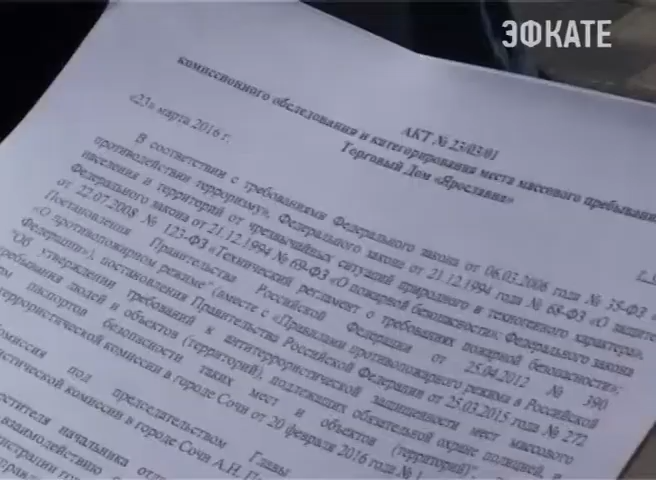 ЭФКАТЕ
АКТ № 23/03/01
комиссионного обследования и категорирования места массового пребывания
Торговый Дом «Ярославна»
«23» марта 2016 г.
В соответствии с требованиями Федерального закона от 06.03.2006 года № 35-ФЗ «О
противодействии терроризму», Федерального закона от 21.12.1994 года № 68-ФЗ «О защите
населения и территорий от чрезвычайных ситуаций природного и техногенного характера»,
Федерального закона от 21.12.1994 № 69-ФЗ «О пожарной безопасности», Федерального закона
от 22.07.2008 № 123-ФЗ «Технический регламент о требованиях пожарной безопасности»;
Постановления Правительства Российской Федерации от 25.04.2012 № 390
«О противопожарном режиме" (вместе с «Правилами противопожарного режима в Российской
Федерации»), постановления Правительства Российской Федерации от 25.03.2015 года № 272
"Об утверждении требований к антитеррористической защищенности мест массового
пребывания людей и объектов (территорий), подлежащих обязательной охране полицией, и
паспортов безопасности таких мест и объектов (территорий)",
террористической комиссии в городе Сочи от 20 февраля 2016 года № 1
комиссия под председательством Главы
террористической комиссии в городе Сочи А.Н.
начальника
взаимодействию с